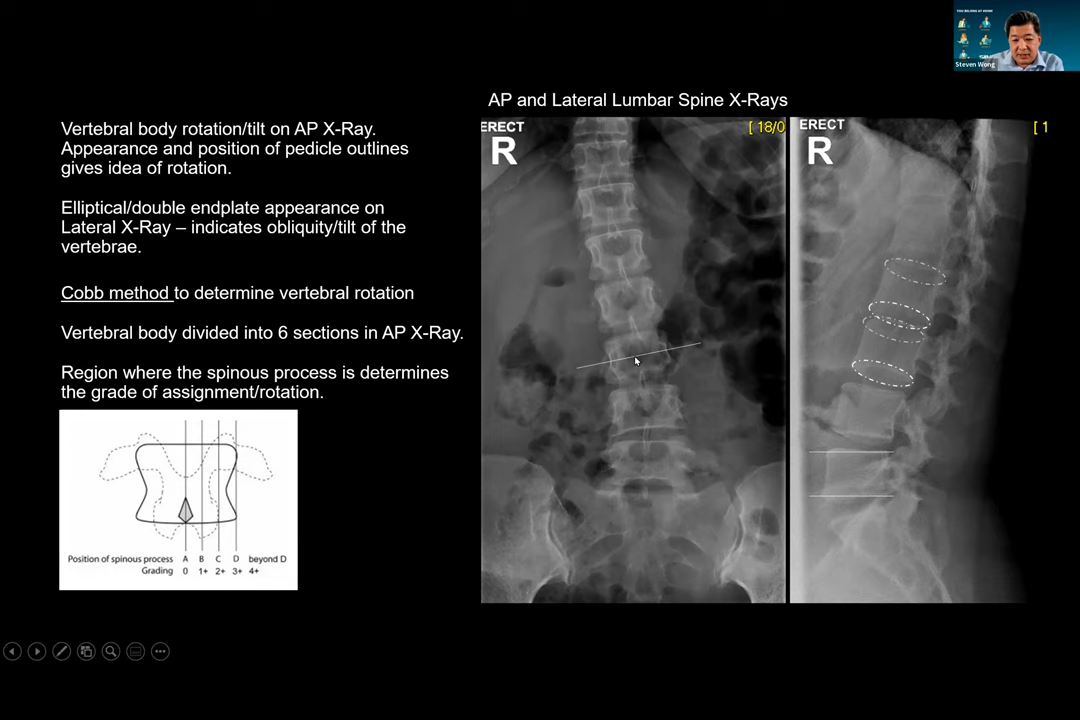 YOU BELONG AT HOME
Steven Wong
AP and Lateral Lumbar Spine X-Rays
Vertebral body rotation/tilt on AP X-Ray.
Appearance and position of pedicle outlines
gives idea of rotation.
Elliptical/double endplate appearance on
Lateral X-Ray – indicates obliquity/tilt of the
vertebrae.
Cobb method to determine vertebral rotation
Vertebral body divided into 6 sections in AP X-Ray.
Region where the spinous process is determines
the grade of assignment/rotation.
Position of spinous process A B C D beyond D
Grading 0 1+ 2+ 3+ 4+
ERECT
R
[ 18/0
ERECT
R
[ 1